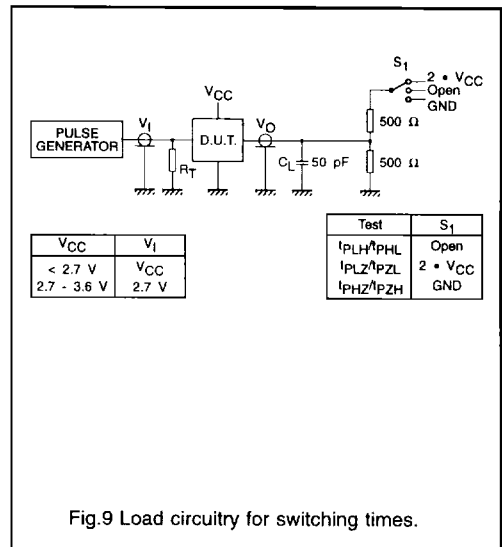 S1
2 • VCC
Open
GND
VCC
VI
VO
500 Ω
PULSE
GENERATOR
D.U.T.
RT
CL
50 pF
500 Ω
VCC VI
< 2.7 V VCC
2.7 - 3.6 V 2.7 V
Test S1
tPLH/tPHL Open
tPLZ/tPZL 2 • VCC
tPHZ/tPZH GND
Fig.9 Load circuitry for switching times.